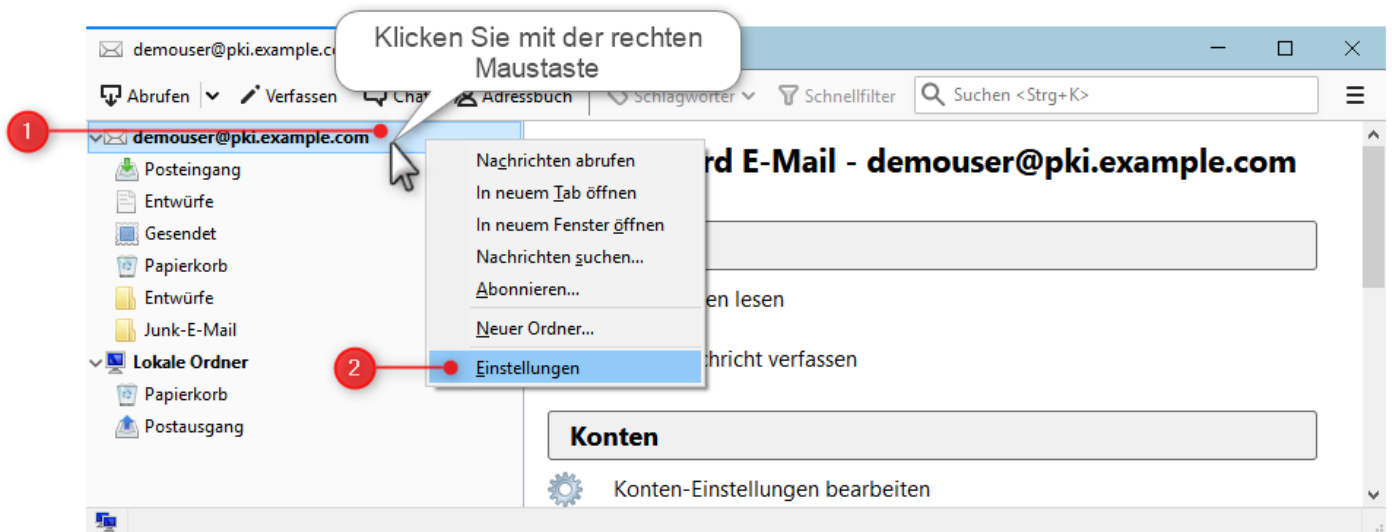 Klicken Sie mit der rechten
Maustaste
demouser@pki.example.co
Abrufen Verfassen Chat Adressbuch Schlagwörter Schnellfilter Suchen <Strg+K>
1
demouser@pki.example.com
Posteingang
Entwürfe
Gesendet
Papierkorb
Entwürfe
Junk-E-Mail
Lokale Ordner
Papierkorb
Postausgang
Nachrichten abrufen
In neuem Tab öffnen
In neuem Fenster öffnen
Nachrichten suchen...
Abonnieren...
Neuer Ordner...
2
Einstellungen
rd E-Mail - demouser@pki.example.com
en lesen
hricht verfassen
Konten
Konten-Einstellungen bearbeiten